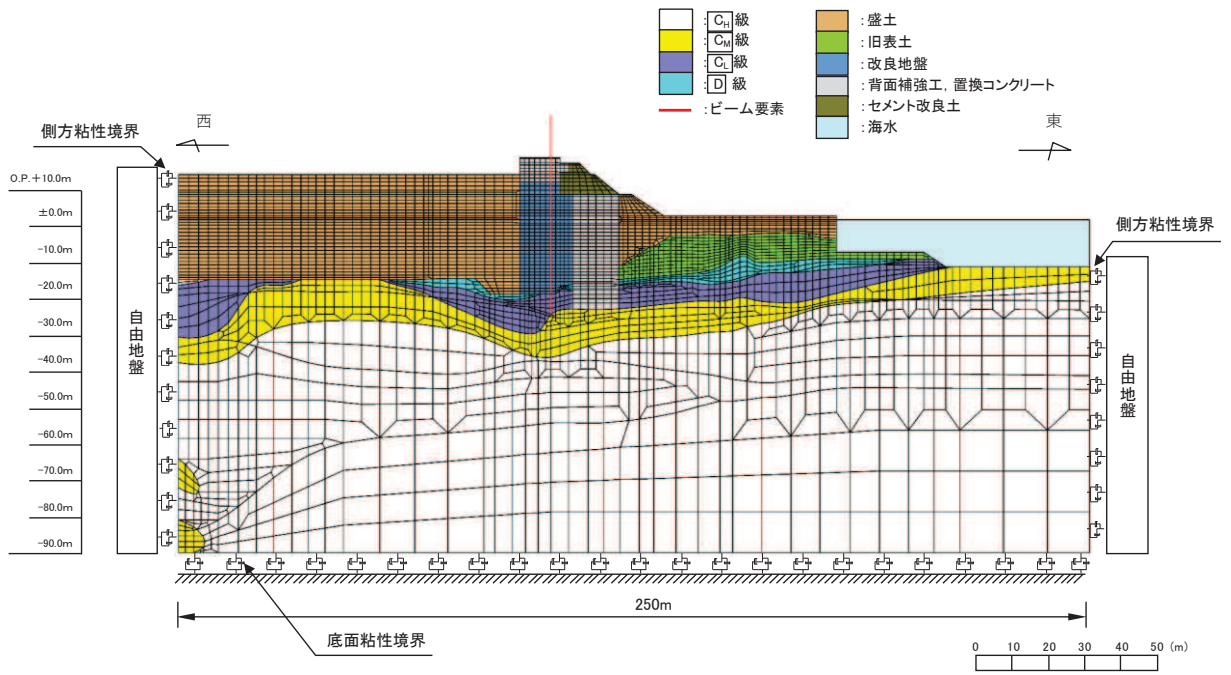 :CH級
:CM級
:CL級
:D 級
:ビーム要素
:盛土
:旧表土
:改良地盤
:背面補強工, 置換コンクリート
:セメント改良土
:海水
側方粘性境界
西
東
側方粘性境界
O.P.+10.0m
±0.0m
-10.0m
-20.0m
-30.0m
-40.0m
-50.0m
-60.0m
-70.0m
-80.0m
-90.0m
自由地盤
自由地盤
250m
底面粘性境界
0 10 20 30 40 50 (m)